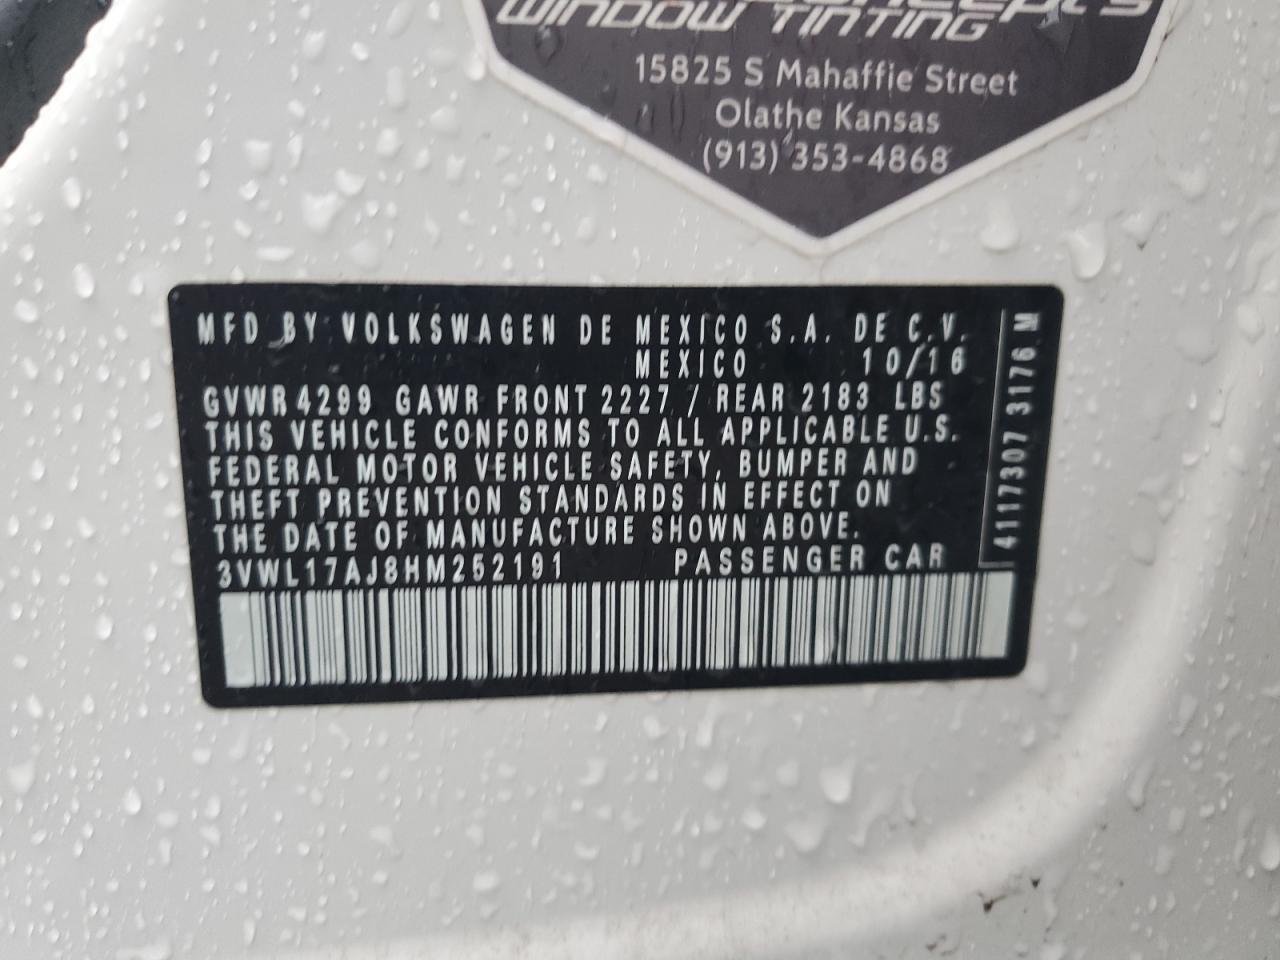 WINDOW TINTING
15825 S Mahaffie Street
Olathe Kansas
(913) 353-4868
MFD BY VOLKSWAGEN DE MEXICO S.A. DE C.V.
MEXICO 10/16
GVWR 4299 GAWR FRONT 2227 / REAR 2183 LBS
THIS VEHICLE CONFORMS TO ALL APPLICABLE U.S.
FEDERAL MOTOR VEHICLE SAFETY, BUMPER AND
THEFT PREVENTION STANDARDS IN EFFECT ON
THE DATE OF MANUFACTURE SHOWN ABOVE.
3VWL17AJ8HM252191 PASSENGER CAR
4117307 3176 M